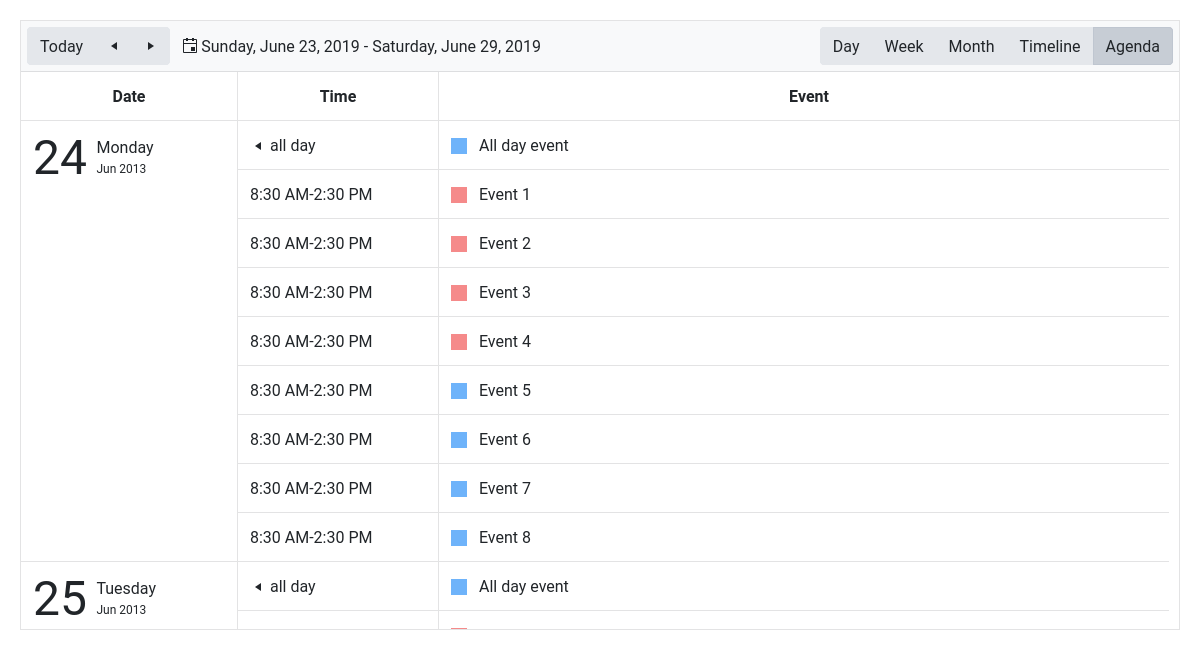 Today Sunday, June 23, 2019 - Saturday, June 29, 2019 Day Week Month Timeline Agenda
Date Time Event
24 Monday all day All day event
Jun 2013
8:30 AM-2:30 PM Event 1
8:30 AM-2:30 PM Event 2
8:30 AM-2:30 PM Event 3
8:30 AM-2:30 PM Event 4
8:30 AM-2:30 PM Event 5
8:30 AM-2:30 PM Event 6
8:30 AM-2:30 PM Event 7
8:30 AM-2:30 PM Event 8
25 Tuesday all day All day event
Jun 2013